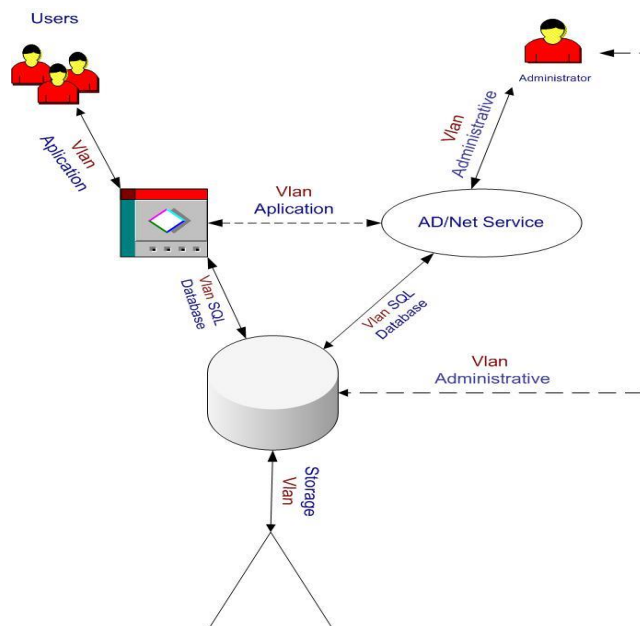 Users
Administrator
Vlan
Aplication
Vlan
Administrative
Vlan
Aplication
AD/Net Service
Vlan SQL
Database
Vlan SQL
Database
Vlan
Administrative
Storage
Vlan